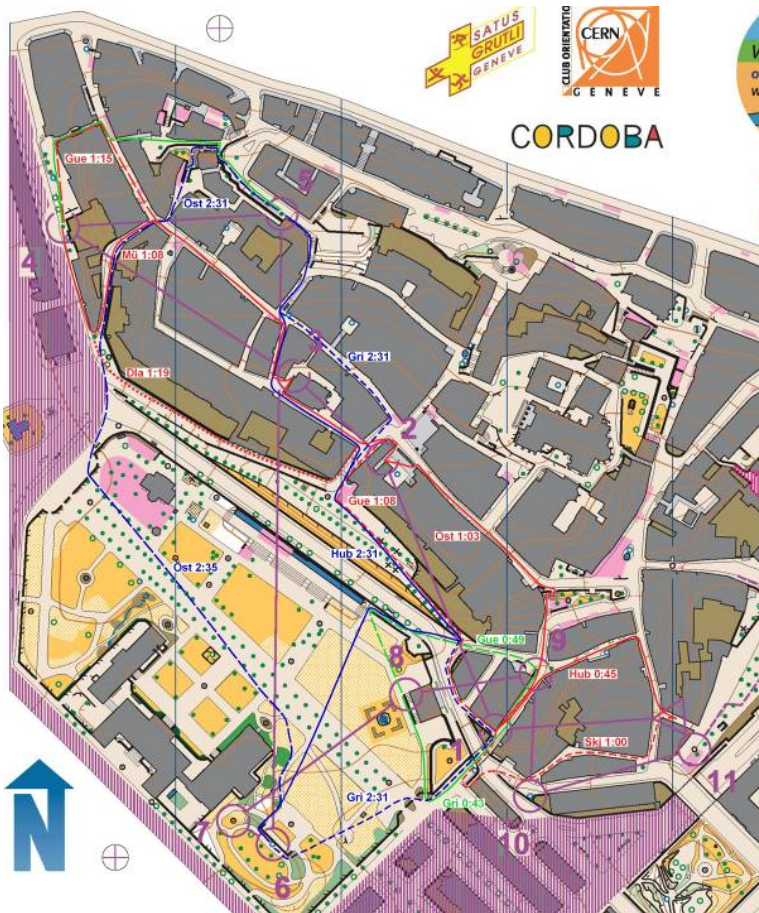 SATUS
GRUTLI
GENEVE
CLUB ORIENTATIO
CERN
GENEVE
CORDOBA
Gue 1:15
5
4
Ost 2:31
Mü 1:08
3
Gri 2:31
Dla 1:19
2
Gue 1:08
Ost 1:03
Hub 2:31
Ost 2:35
Gue 0:49
9
8
Hub 0:45
1
Ski 1:00
11
Gri 2:31
Gri 0:43
N
7
10
6